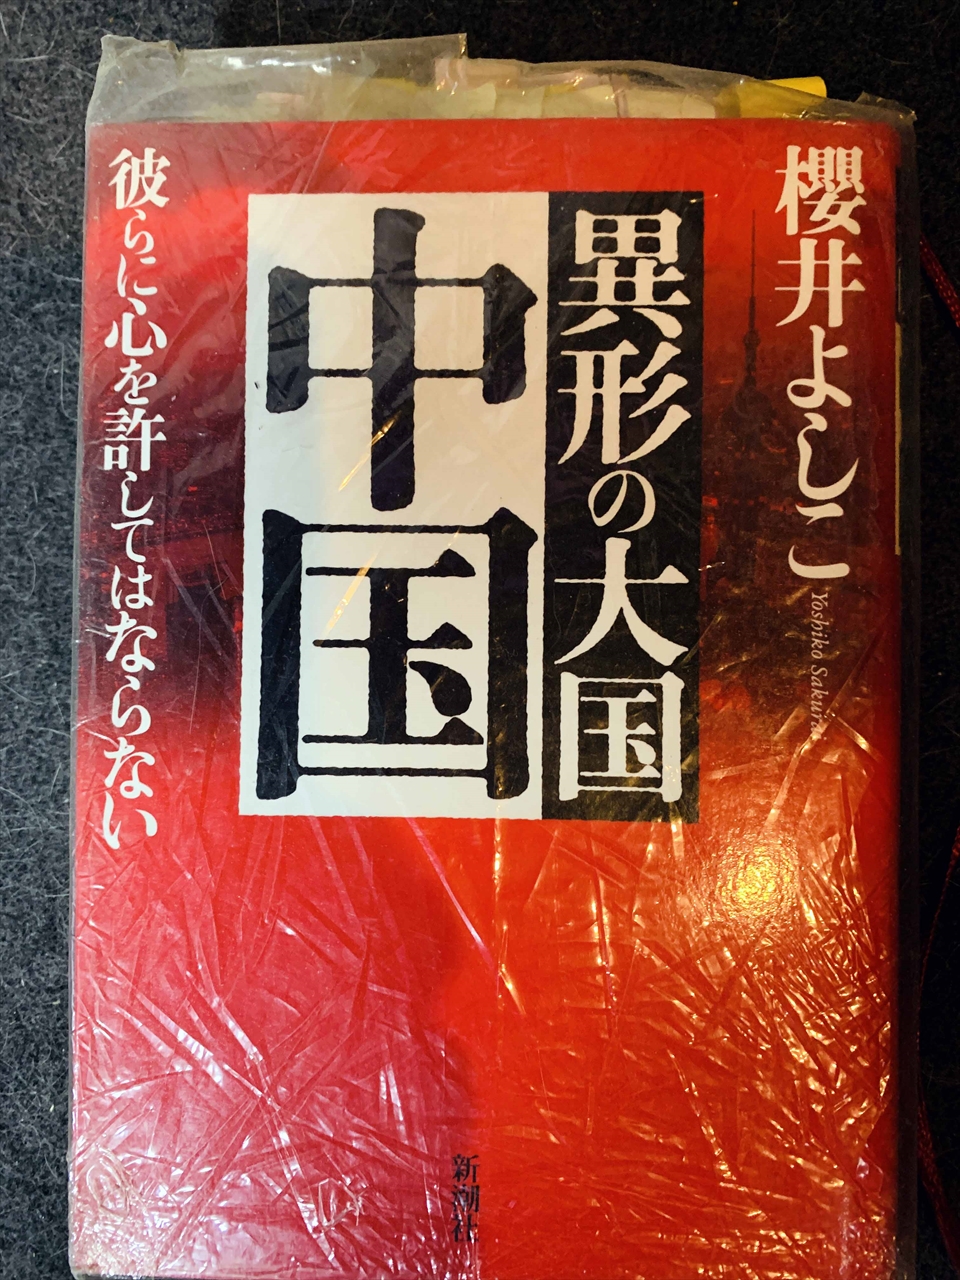 櫻井よしこ
Yoshiko Sakurai
異形の大国
中国
彼らに心を許してはならない
新潮社